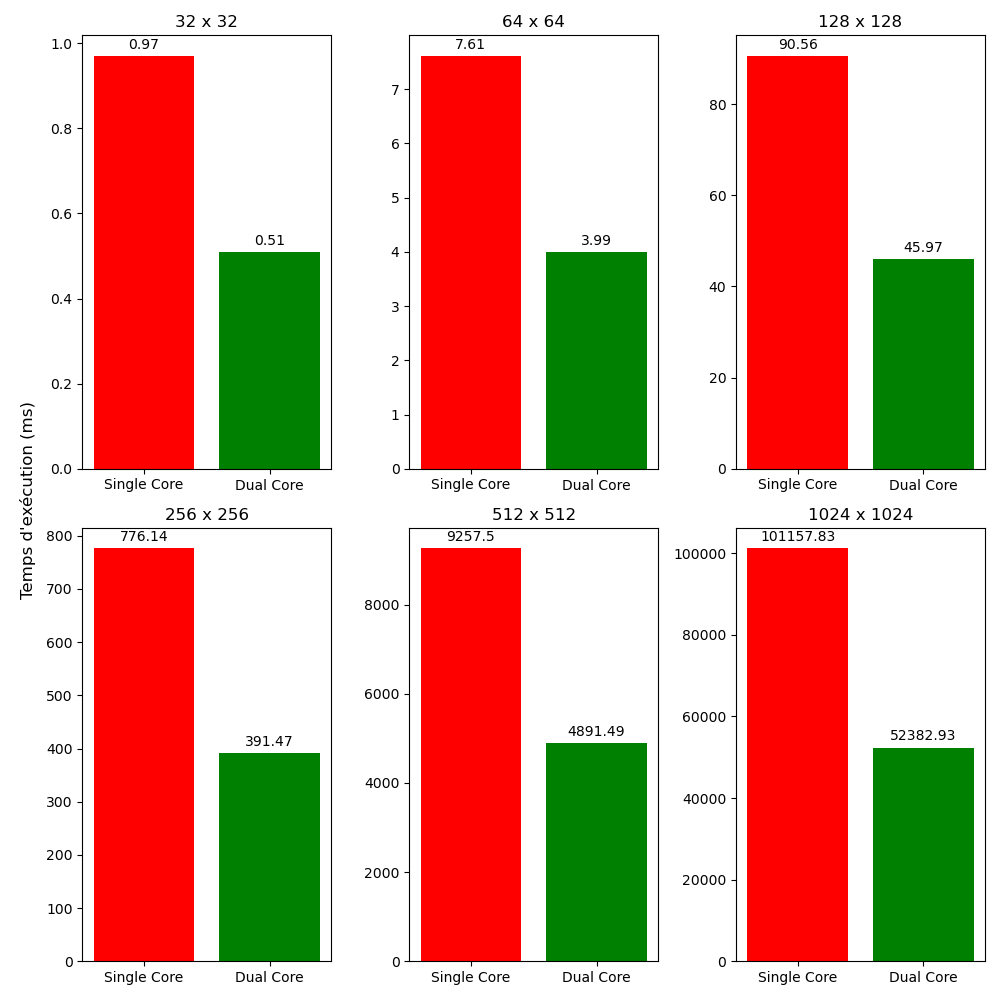 Temps d'exécution (ms)
32 x 32
0.97
0.51
1.0
0.8
0.6
0.4
0.2
0.0
Single Core
Dual Core
64 x 64
7.61
3.99
7
6
5
4
3
2
1
0
Single Core
Dual Core
128 x 128
90.56
45.97
80
60
40
20
0
Single Core
Dual Core
256 x 256
776.14
391.47
800
700
600
500
400
300
200
100
0
Single Core
Dual Core
512 x 512
9257.5
4891.49
8000
6000
4000
2000
0
Single Core
Dual Core
1024 x 1024
101157.83
52382.93
100000
80000
60000
40000
20000
0
Single Core
Dual Core